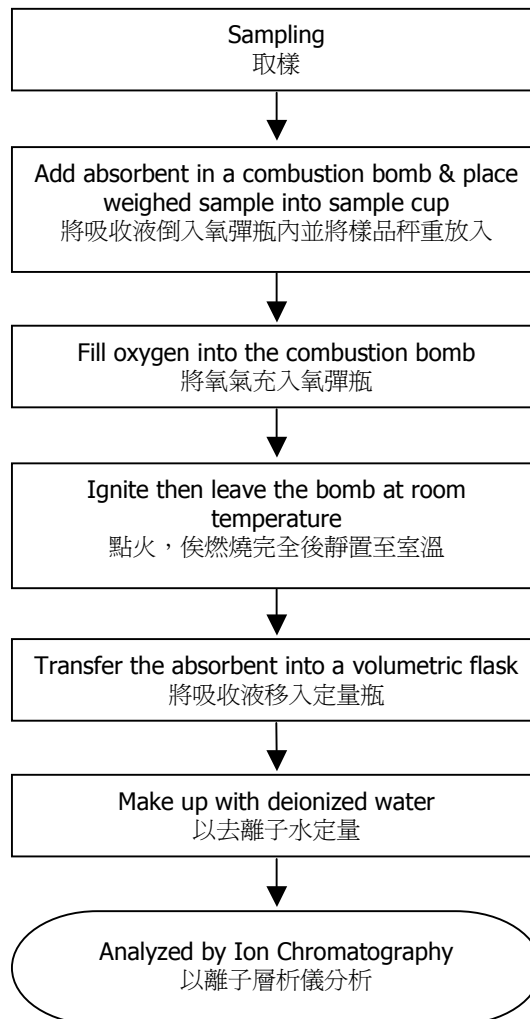 Sampling
取樣
Add absorbent in a combustion bomb & place
weighed sample into sample cup
將吸收液倒入氧彈瓶內並將樣品秤重放入
Fill oxygen into the combustion bomb
將氧氣充入氧彈瓶
Ignite then leave the bomb at room
temperature
點火，俟燃燒完全後靜置至室溫
Transfer the absorbent into a volumetric flask
將吸收液移入定量瓶
Make up with deionized water
以去離子水定量
Analyzed by Ion Chromatography
以離子層析儀分析